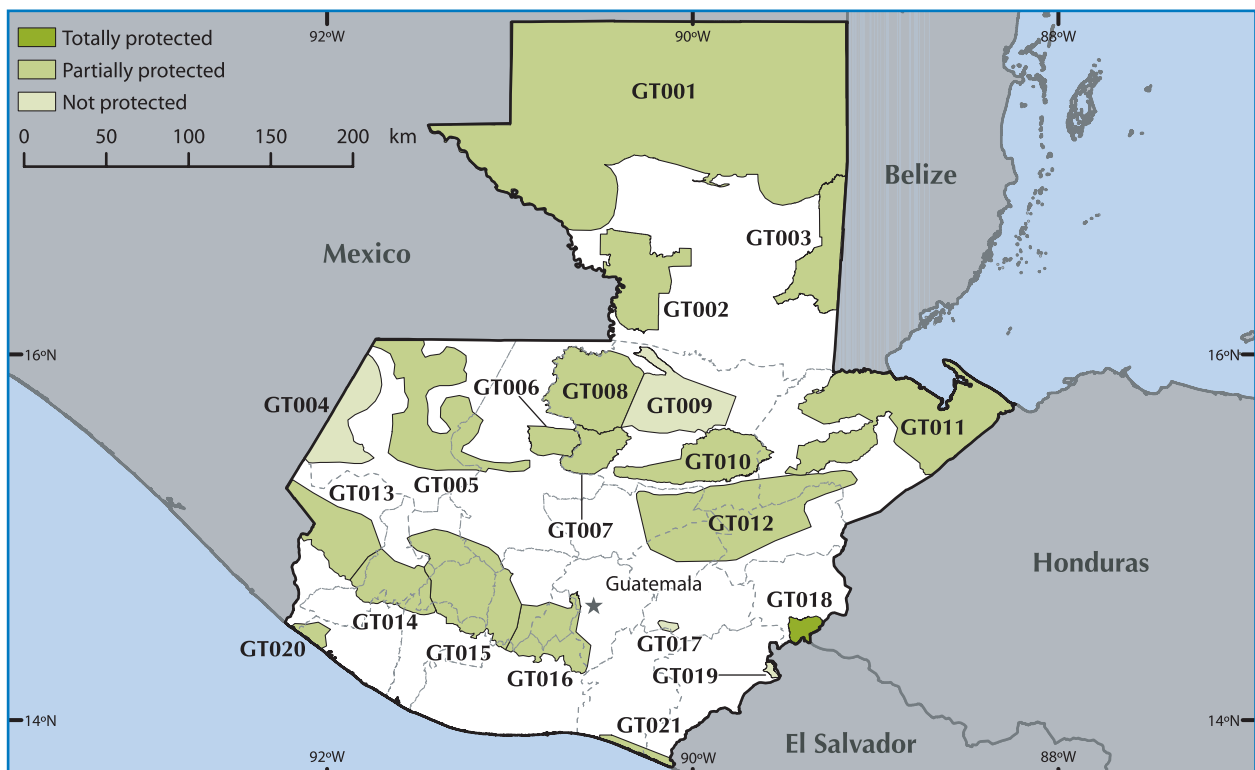 92ºW
90ºW
88ºW
Totally protected
Partially protected
Not protected
0 50 100 150 200 km
GT001
Belize
Mexico
GT003
GT002
16ºN
16ºN
GT006
GT008
GT004
GT009
GT011
GT010
GT013
GT005
GT007
GT012
Honduras
Guatemala
GT018
GT014
GT017
GT020
GT015
GT019
GT016
14ºN
GT021
14ºN
El Salvador
92ºW
90ºW
88ºW